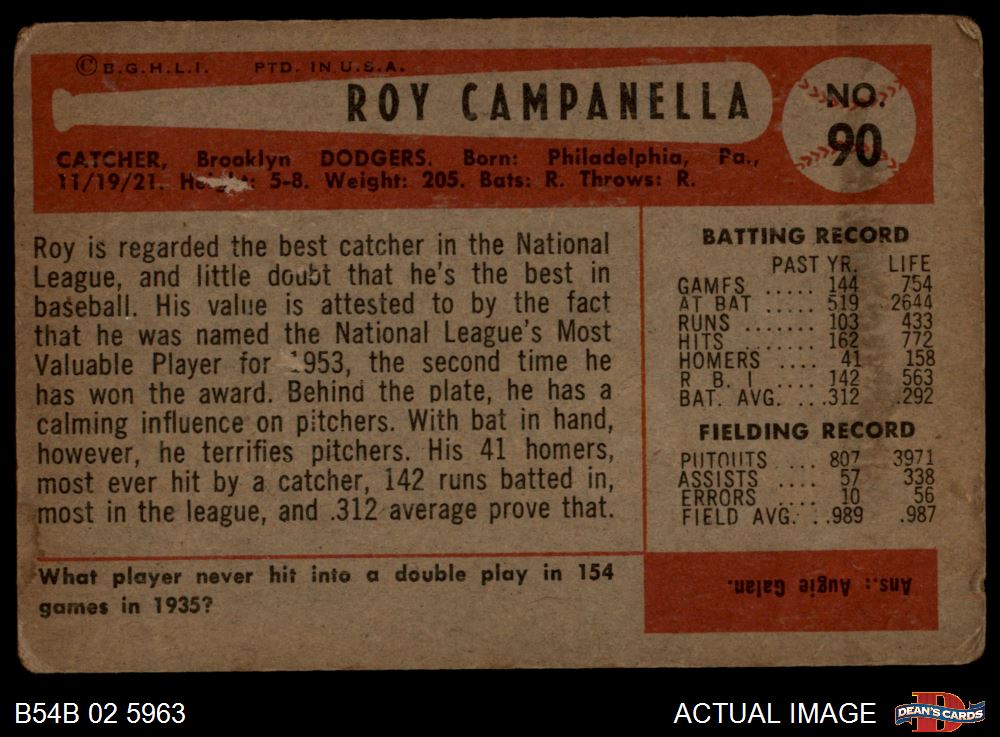 ©B.G.H.L.I. PTD. IN U.S.A.
ROY CAMPANELLA
NO.
90
CATCHER, Brooklyn DODGERS. Born: Philadelphia, Pa.,
11/19/21. : 5-8. Weight: 205. Bats: R. Throws: R.
Roy is regarded the best catcher in the National
League, and little doubt that he's the best in
baseball. His value is attested to by the fact
that he was named the National League's Most
Valuable Player for 1953, the second time he
has won the award. Behind the plate, he has a
calming influence on pitchers. With bat in hand,
however, he terrifies pitchers. His 41 homers,
most ever hit by a catcher, 142 runs batted in,
most in the league, and .312 average prove that.
What player never hit into a double play in 154
games in 1935?
BATTING RECORD
PAST YR. LIFE
GAMES ..... 144 754
AT BAT ..... 519 2644
RUNS ....... 103 433
HITS ....... 162 772
HOMERS .... 41 158
R B. I .... 142 563
BAT. AVG. ...312 .292
FIELDING RECORD
PUTOUTS ... 807 3971
ASSISTS .... 57 338
ERRORS .... 10 56
FIELD AVG. ..989 .987
Ans.: Augie Galan.
B54B 02 5963
ACTUAL IMAGE
DEAN'S CARDS